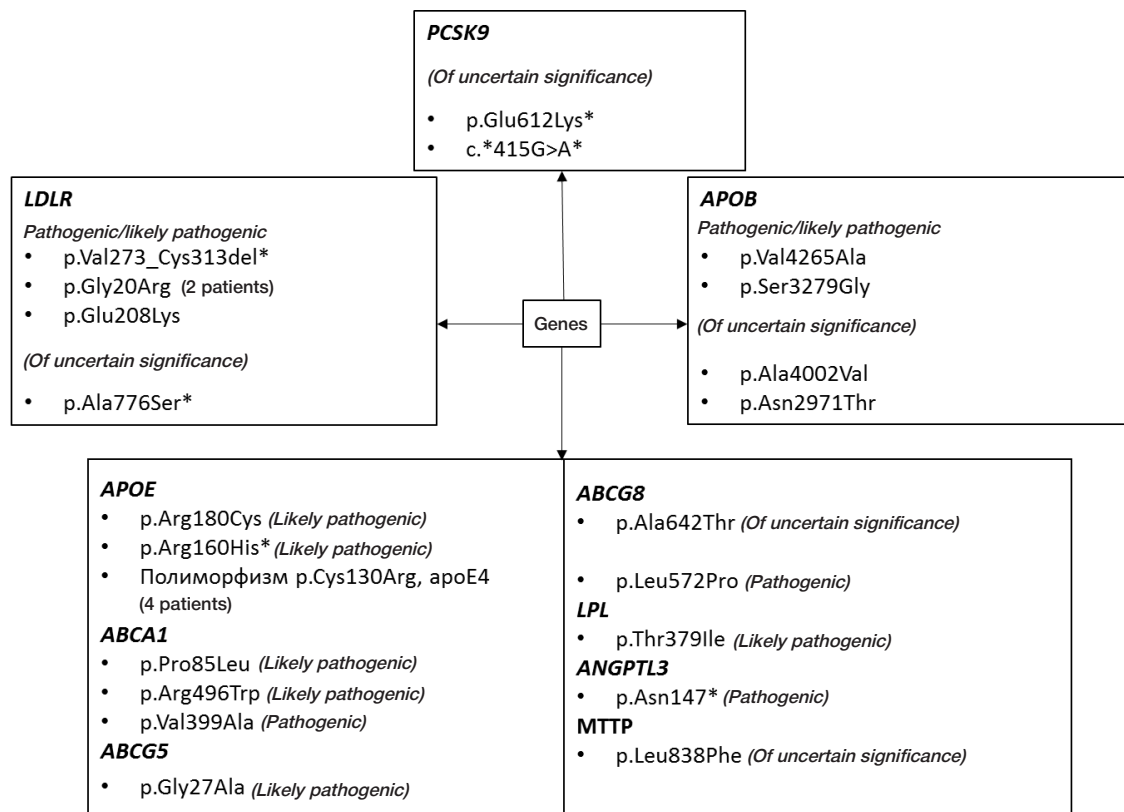 PCSK9
(Of uncertain significance)
• p.Glu612Lys*
• c.*415G>A*
LDLR
Pathogenic/likely pathogenic
• p.Val273_Cys313del*
• p.Gly20Arg (2 patients)
• p.Glu208Lys
(Of uncertain significance)
• p.Ala776Ser*
Genes
APOB
Pathogenic/likely pathogenic
• p.Val4265Ala
• p.Ser3279Gly
(Of uncertain significance)
• p.Ala4002Val
• p.Asn2971Thr
APOE
• p.Arg180Cys (Likely pathogenic)
• p.Arg160His* (Likely pathogenic)
• Полиморфизм p.Cys130Arg, apoE4
(4 patients)
ABCA1
• p.Pro85Leu (Likely pathogenic)
• p.Arg496Trp (Likely pathogenic)
• p.Val399Ala (Pathogenic)
ABCG5
• p.Gly27Ala (Likely pathogenic)
ABCG8
• p.Ala642Thr (Of uncertain significance)
• p.Leu572Pro (Pathogenic)
LPL
• p.Thr379Ile (Likely pathogenic)
ANGPTL3
• p.Asn147* (Pathogenic)
MTTP
• p.Leu838Phe (Of uncertain significance)